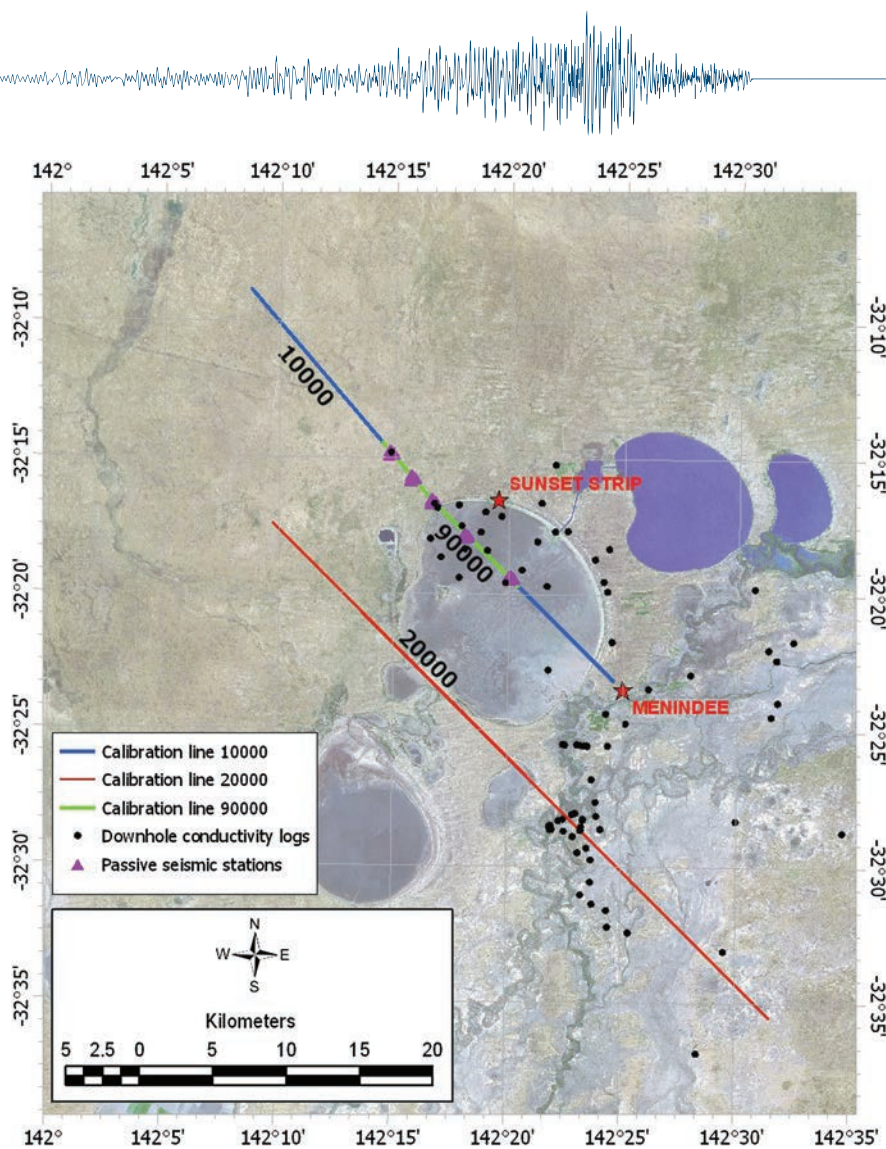 142° 142°5' 142°10' 142°15' 142°20' 142°25' 142°30'
-32°10' -32°10'
10000
-32°15' -32°15'
SUNSET STRIP
90000
-32°20' -32°20'
20000
MENINDEE
-32°25' -32°25'
Calibration line 10000
Calibration line 20000
Calibration line 90000
Downhole conductivity logs
Passive seismic stations
-32°30' -32°30'
N
W E
S
-32°35' -32°35'
Kilometers
5 2.5 0 5 10 15 20
142° 142°5' 142°10' 142°15' 142°20' 142°25' 142°30' 142°35'